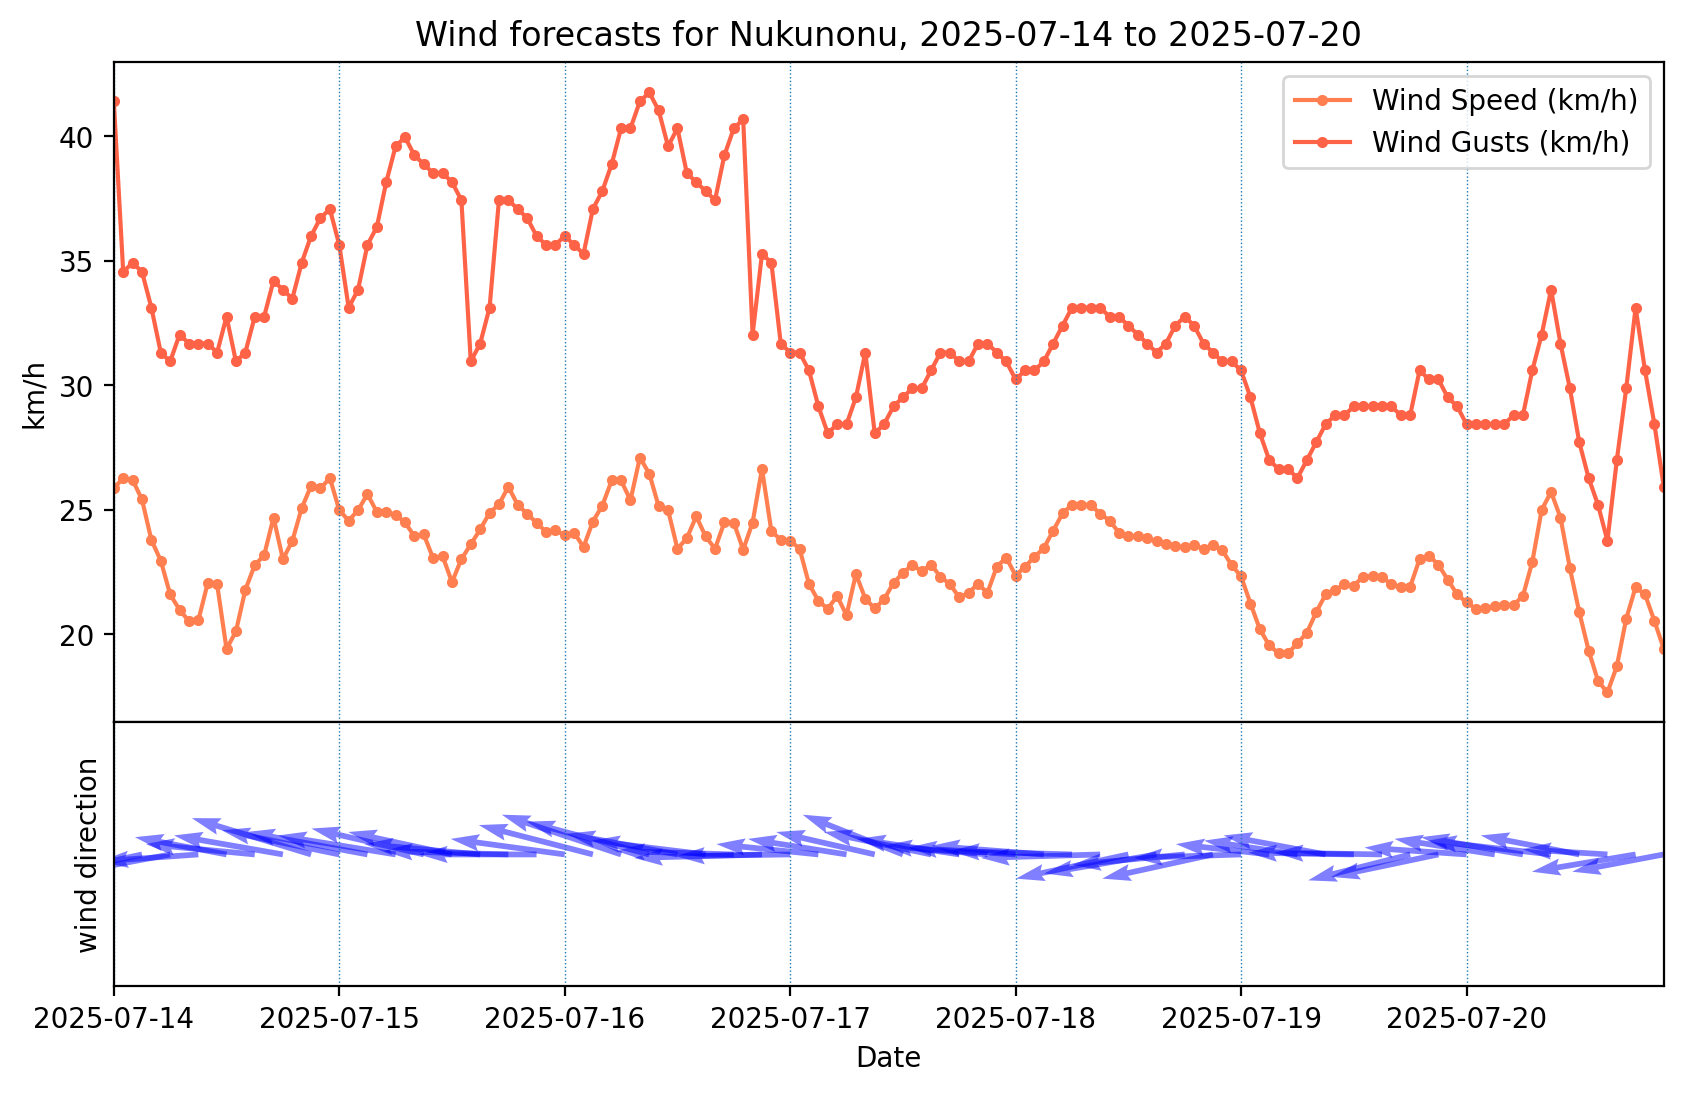 Wind forecasts for Nukunonu, 2025-07-14 to 2025-07-20
Wind Speed (km/h)
Wind Gusts (km/h)
40
35
30
25
20
km/h
wind direction
2025-07-14 2025-07-15 2025-07-16 2025-07-17 2025-07-18 2025-07-19 2025-07-20
Date